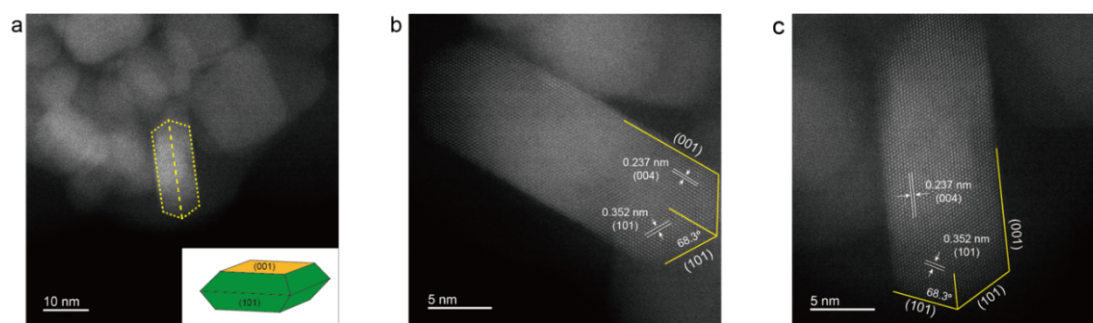 a
(001)
(101)
10 nm
b
(001)
0.237 nm
(004)
0.352 nm
(101)
68.3°
(101)
5 nm
c
0.237 nm
(004)
(001)
0.352 nm
(101)
68.3°
(101)
(101)
5 nm